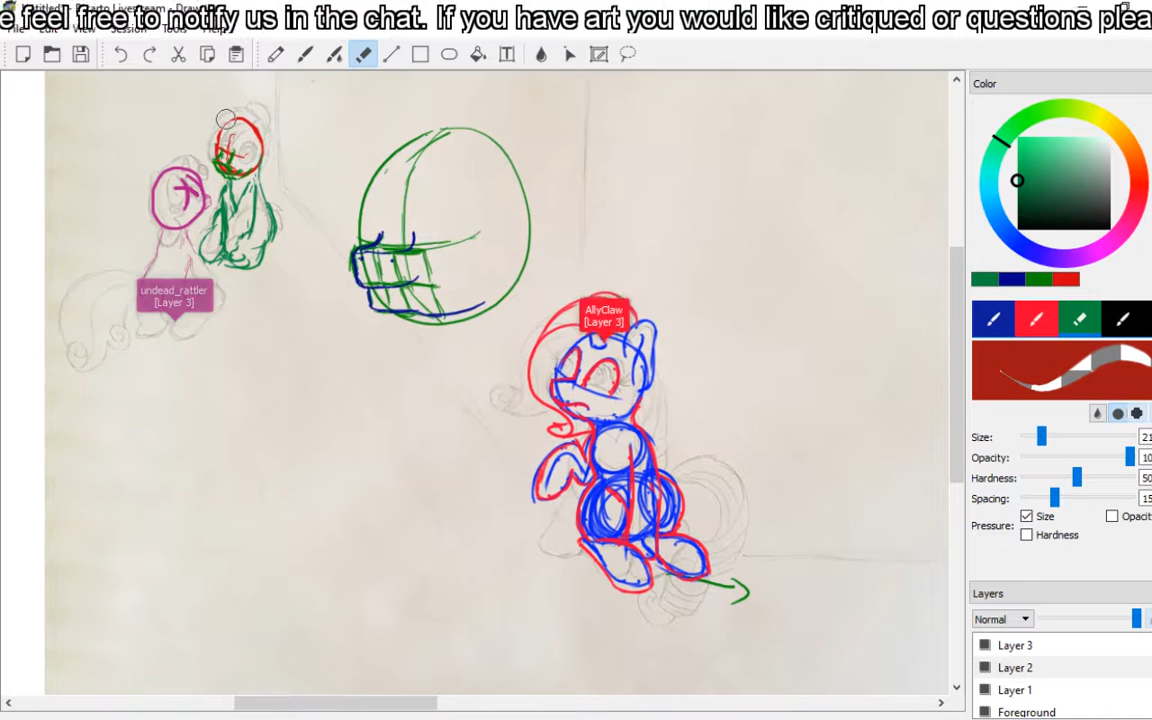 e feel free to notify us in the chat. If you have art you would like critiqued or questions plea
undead_rattler
[Layer 3]
AllyClaw
[Layer 3]
Color
Size: 21
Opacity: 10
Hardness: 50
Spacing: 15
Pressure: Size Opacit
Hardness
Layers
Normal
Layer 3
Layer 2
Layer 1
Foreground